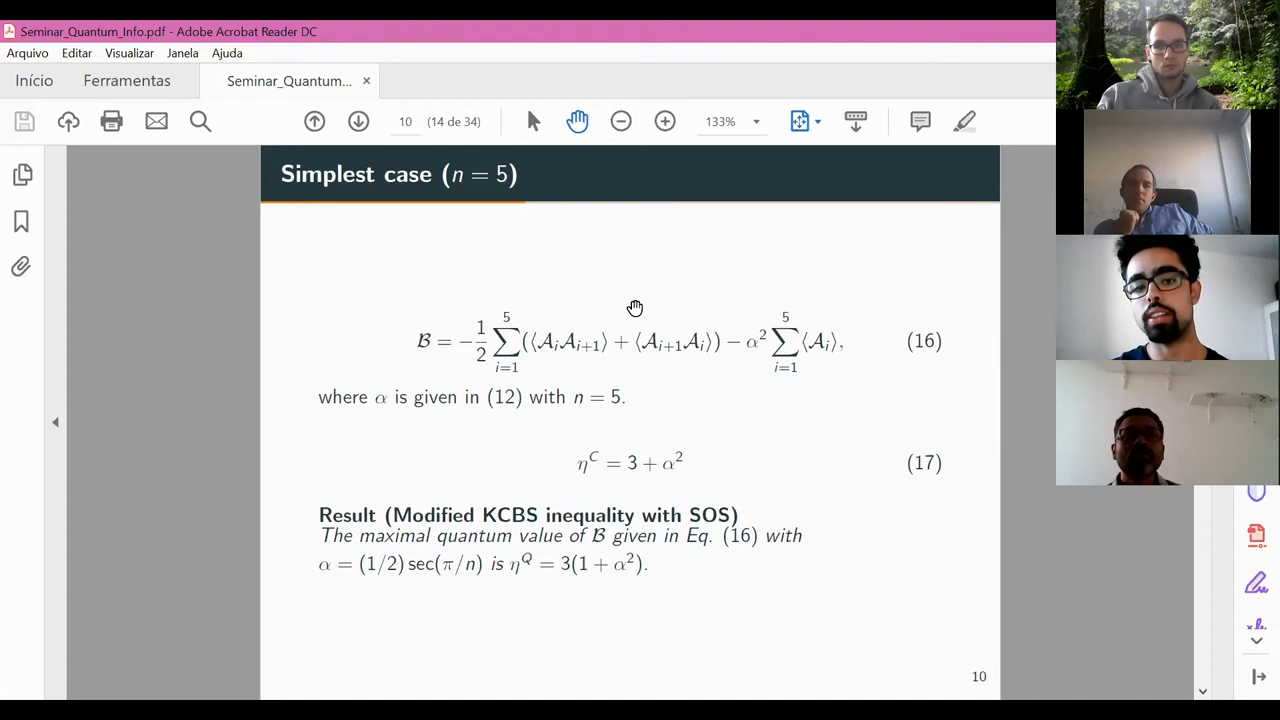 Seminar_Quantum_Info.pdf - Adobe Acrobat Reader DC
Arquivo Editar Visualizar Janela Ajuda
Início Ferramentas Seminar_Quantum... ×
10 (14 de 34) 133%
Simplest case (n = 5)
ℬ = −1/2 ∑_{i=1}^{5} (⟨𝒜_i𝒜_{i+1}⟩ + ⟨𝒜_{i+1}𝒜_i⟩) − α² ∑_{i=1}^{5} ⟨𝒜_i⟩, (16)
where α is given in (12) with n = 5.
η^C = 3 + α² (17)
Result (Modified KCBS inequality with SOS)
The maximal quantum value of ℬ given in Eq. (16) with
α = (1/2) sec(π/n) is η^Q = 3(1 + α²).
10